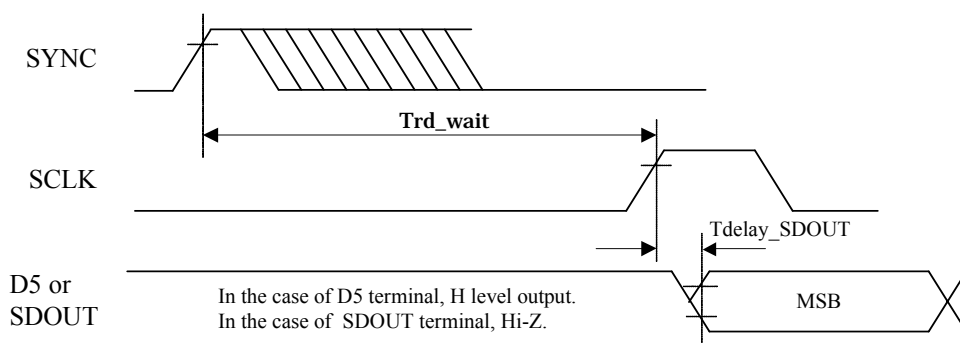 SYNC
Trd_wait
SCLK
Tdelay_SDOUT
D5 or
SDOUT
In the case of D5 terminal, H level output.
In the case of SDOUT terminal, Hi-Z.
MSB